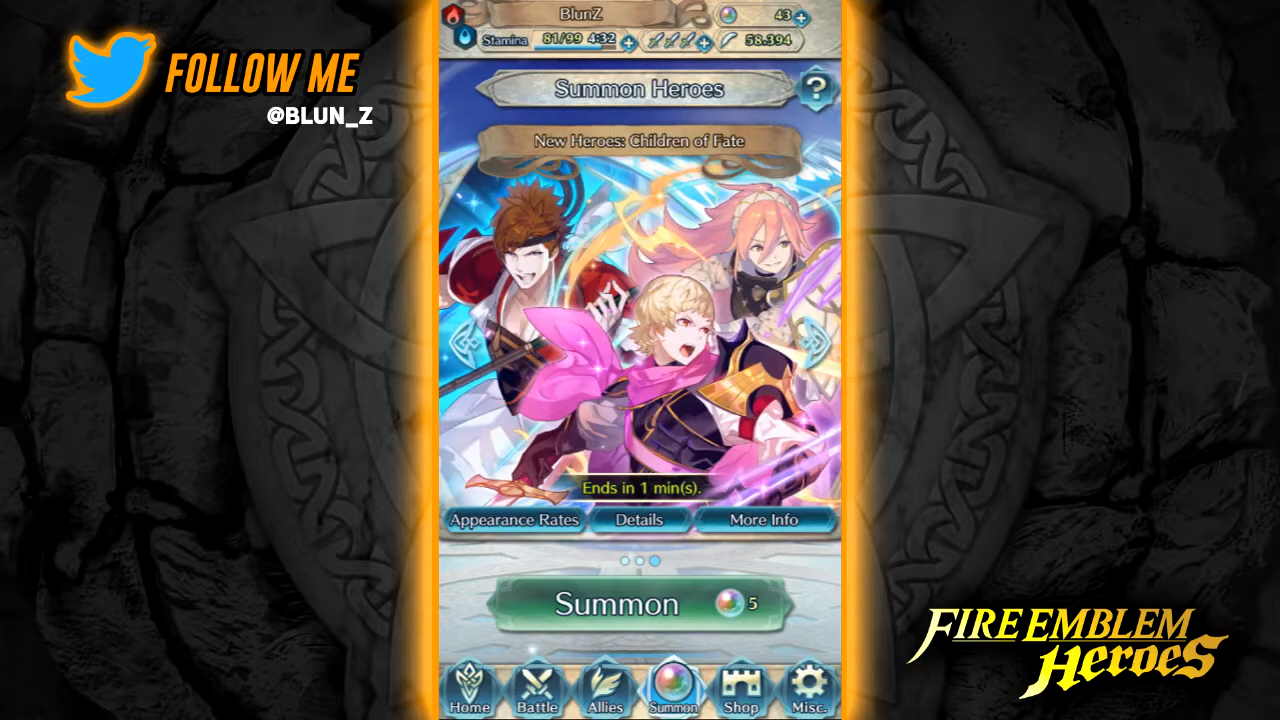 FOLLOW ME
@BLUN_Z
BlunZ
43
Stamina 81/99 4:32
58.394
Summon Heroes
?
New Heroes: Children of Fate
Ends in 1 min(s).
Appearance Rates
Details
More Info
Summon 5
Home
Battle
Allies
Summon
Shop
Misc.
FIRE EMBLEM
HEROES